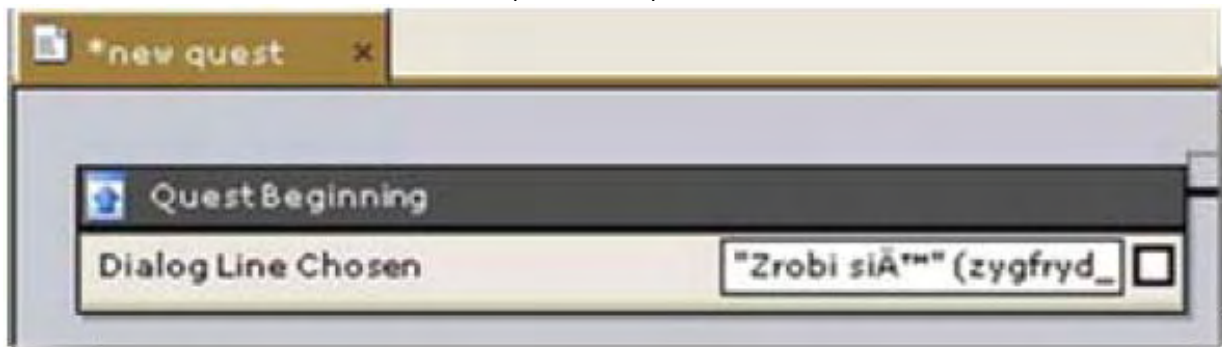 *new quest ×
Quest Beginning
Dialog Line Chosen "Zrobi siÄ™" (zygfryd_